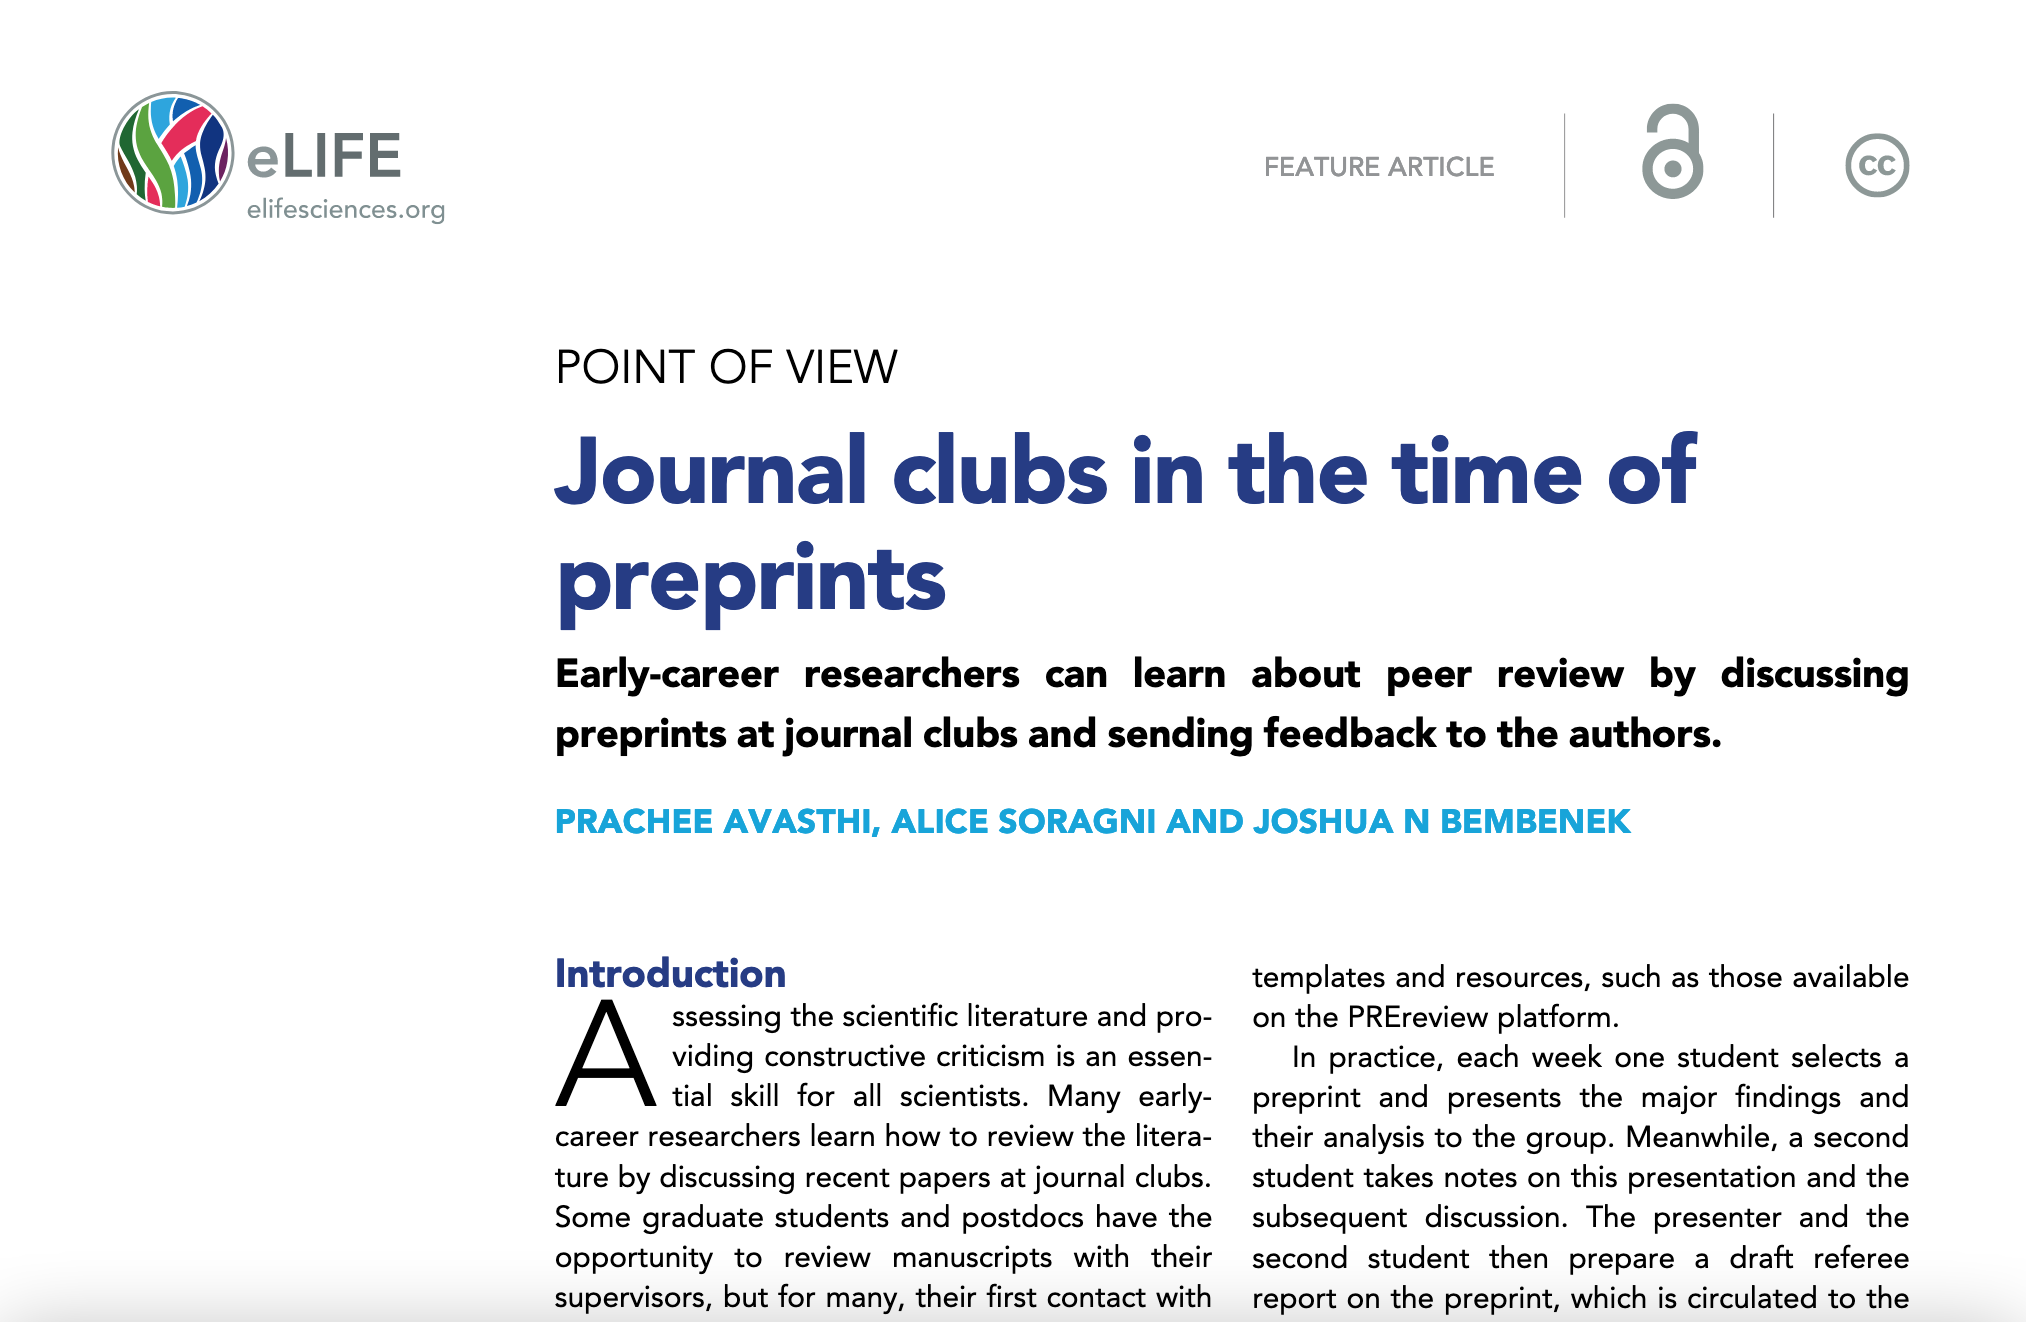 eLIFE
elifesciences.org
FEATURE ARTICLE
cc
POINT OF VIEW
Journal clubs in the time of
preprints
Early-career researchers can learn about peer review by discussing
preprints at journal clubs and sending feedback to the authors.
PRACHEE AVASTHI, ALICE SORAGNI AND JOSHUA N BEMBENEK
Introduction
Assessing the scientific literature and pro-
viding constructive criticism is an essen-
tial skill for all scientists. Many early-
career researchers learn how to review the litera-
ture by discussing recent papers at journal clubs.
Some graduate students and postdocs have the
opportunity to review manuscripts with their
supervisors, but for many, their first contact with
templates and resources, such as those available
on the PREreview platform.
In practice, each week one student selects a
preprint and presents the major findings and
their analysis to the group. Meanwhile, a second
student takes notes on this presentation and the
subsequent discussion. The presenter and the
second student then prepare a draft referee
report on the preprint, which is circulated to the